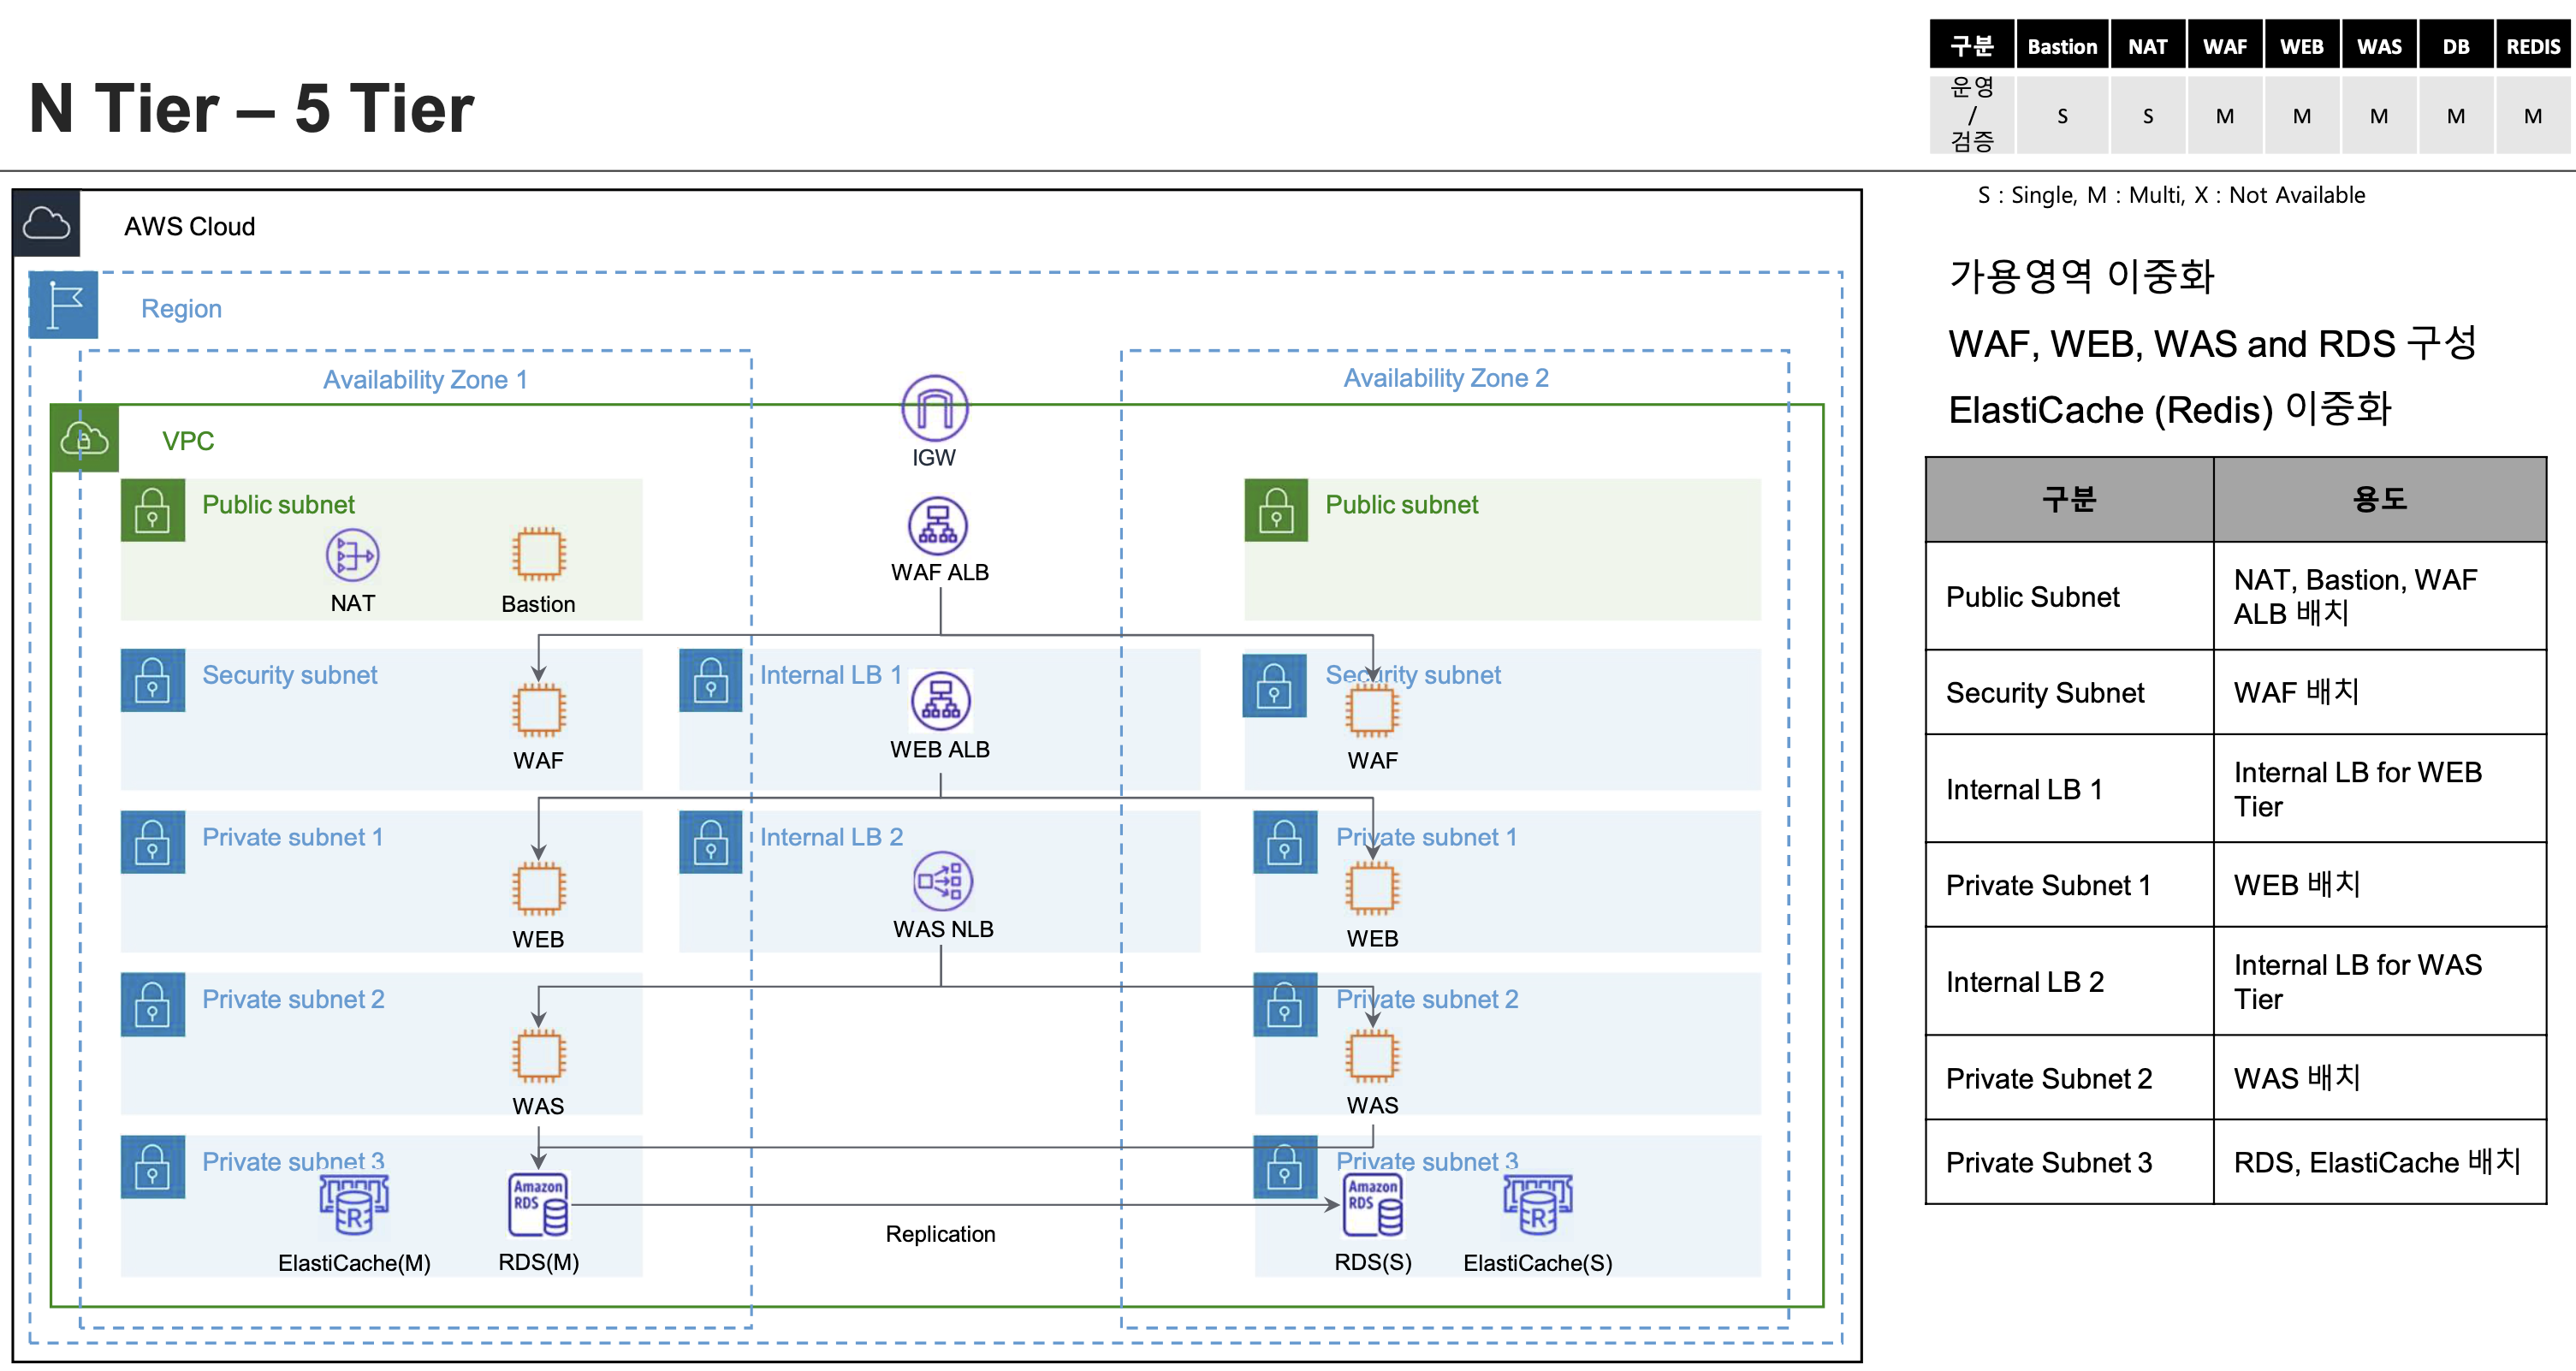 N Tier – 5 Tier
구분 Bastion NAT WAF WEB WAS DB REDIS
운영
/
검증
S S M M M M M
S : Single, M : Multi, X : Not Available
AWS Cloud
Region
Availability Zone 1
Availability Zone 2
VPC
IGW
Public subnet
NAT
Bastion
WAF ALB
Public subnet
Security subnet
WAF
Internal LB 1
WEB ALB
Security subnet
WAF
Private subnet 1
WEB
Internal LB 2
WAS NLB
Private subnet 1
WEB
Private subnet 2
WAS
Private subnet 2
WAS
Private subnet 3
R
ElastiCache(M)
Amazon
RDS
RDS(M)
Replication
Private subnet 3
Amazon
RDS
RDS(S)
R
ElastiCache(S)
가용영역 이중화
WAF, WEB, WAS and RDS 구성
ElastiCache (Redis) 이중화
구분 용도
Public Subnet NAT, Bastion, WAF
ALB 배치
Security Subnet WAF 배치
Internal LB 1 Internal LB for WEB
Tier
Private Subnet 1 WEB 배치
Internal LB 2 Internal LB for WAS
Tier
Private Subnet 2 WAS 배치
Private Subnet 3 RDS, ElastiCache 배치